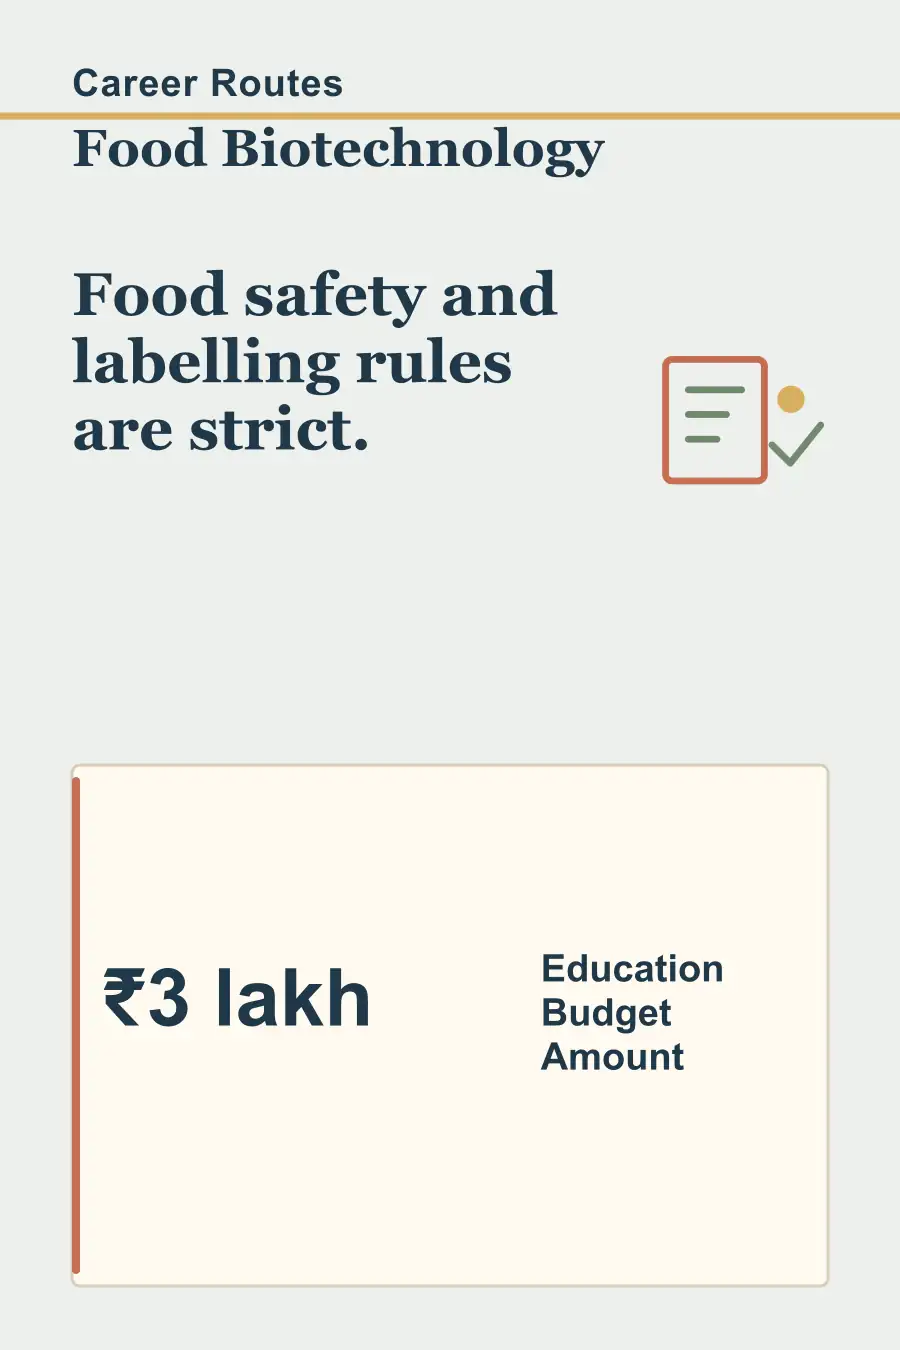 Career Routes
Food Biotechnology
Food safety and
labelling rules
are strict.
₹3 lakh
Education
Budget
Amount